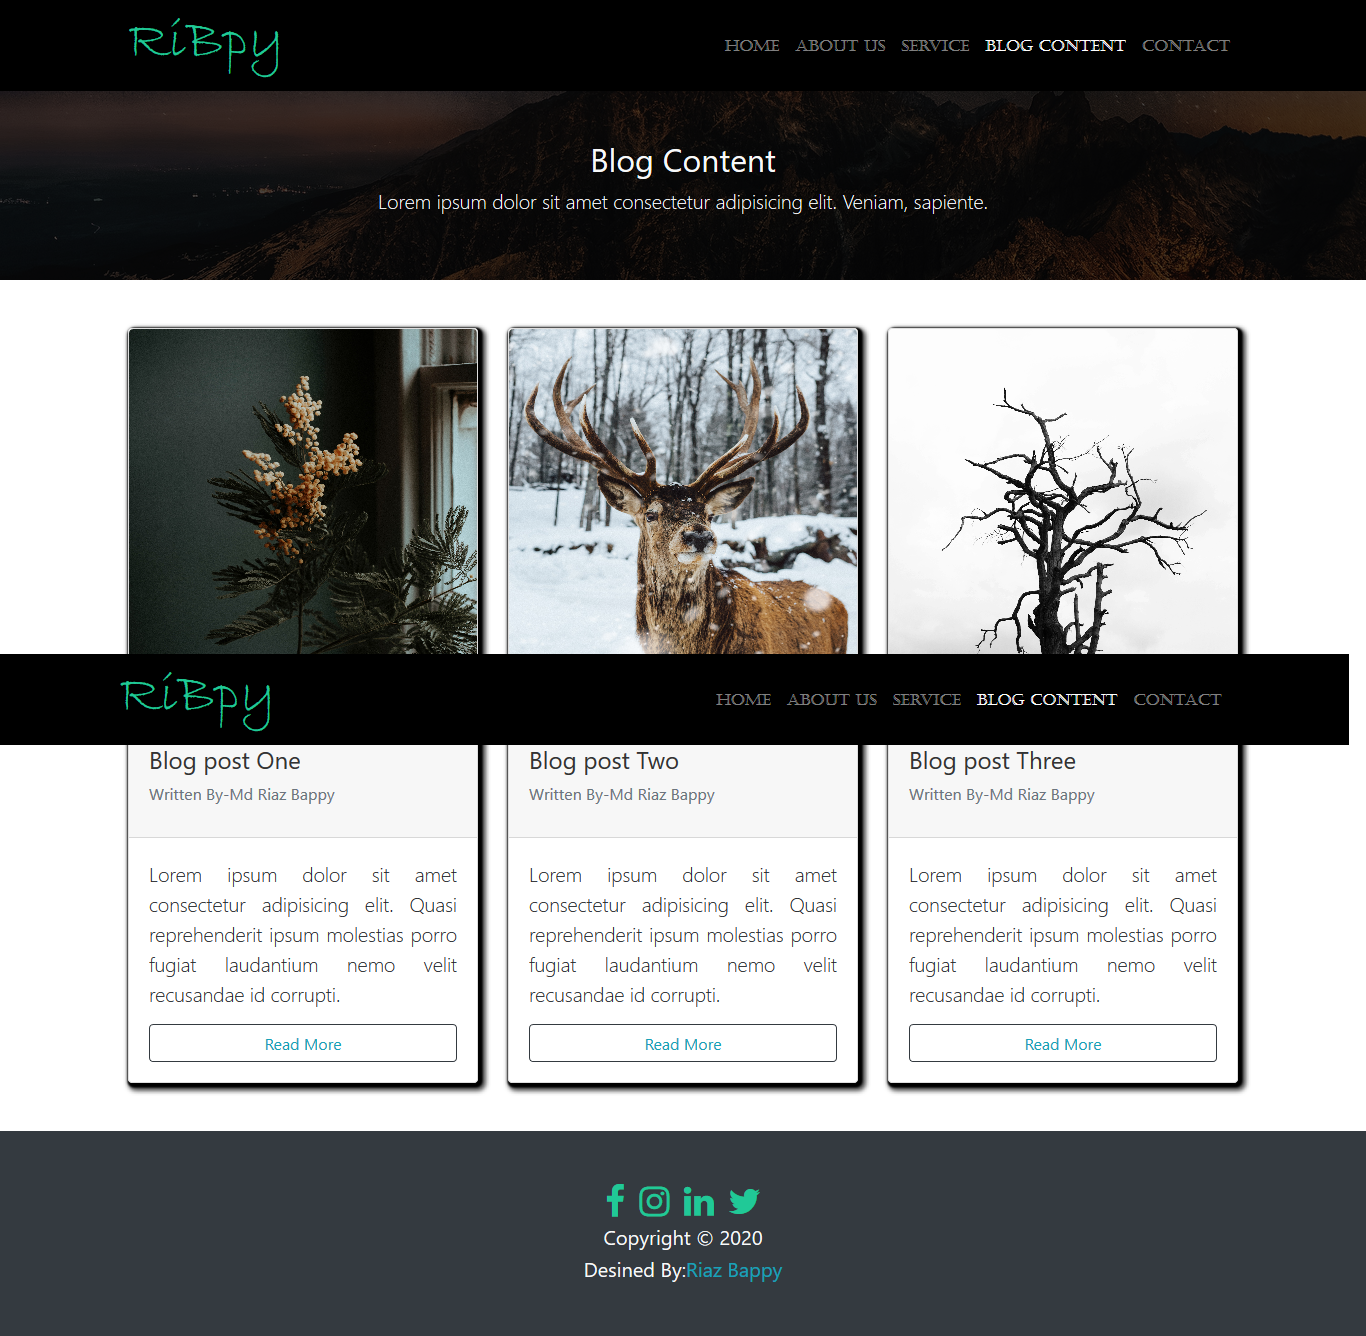 RiBpy
HOME ABOUT US SERVICE BLOG CONTENT CONTACT
Blog Content
Lorem ipsum dolor sit amet consectetur adipisicing elit. Veniam, sapiente.
RiBpy
HOME ABOUT US SERVICE BLOG CONTENT CONTACT
Blog post One
Written By-Md Riaz Bappy
Lorem ipsum dolor sit amet
consectetur adipisicing elit. Quasi
reprehenderit ipsum molestias porro
fugiat laudantium nemo velit
recusandae id corrupti.
Read More
Blog post Two
Written By-Md Riaz Bappy
Lorem ipsum dolor sit amet
consectetur adipisicing elit. Quasi
reprehenderit ipsum molestias porro
fugiat laudantium nemo velit
recusandae id corrupti.
Read More
Blog post Three
Written By-Md Riaz Bappy
Lorem ipsum dolor sit amet
consectetur adipisicing elit. Quasi
reprehenderit ipsum molestias porro
fugiat laudantium nemo velit
recusandae id corrupti.
Read More
Copyright © 2020
Desined By:Riaz Bappy